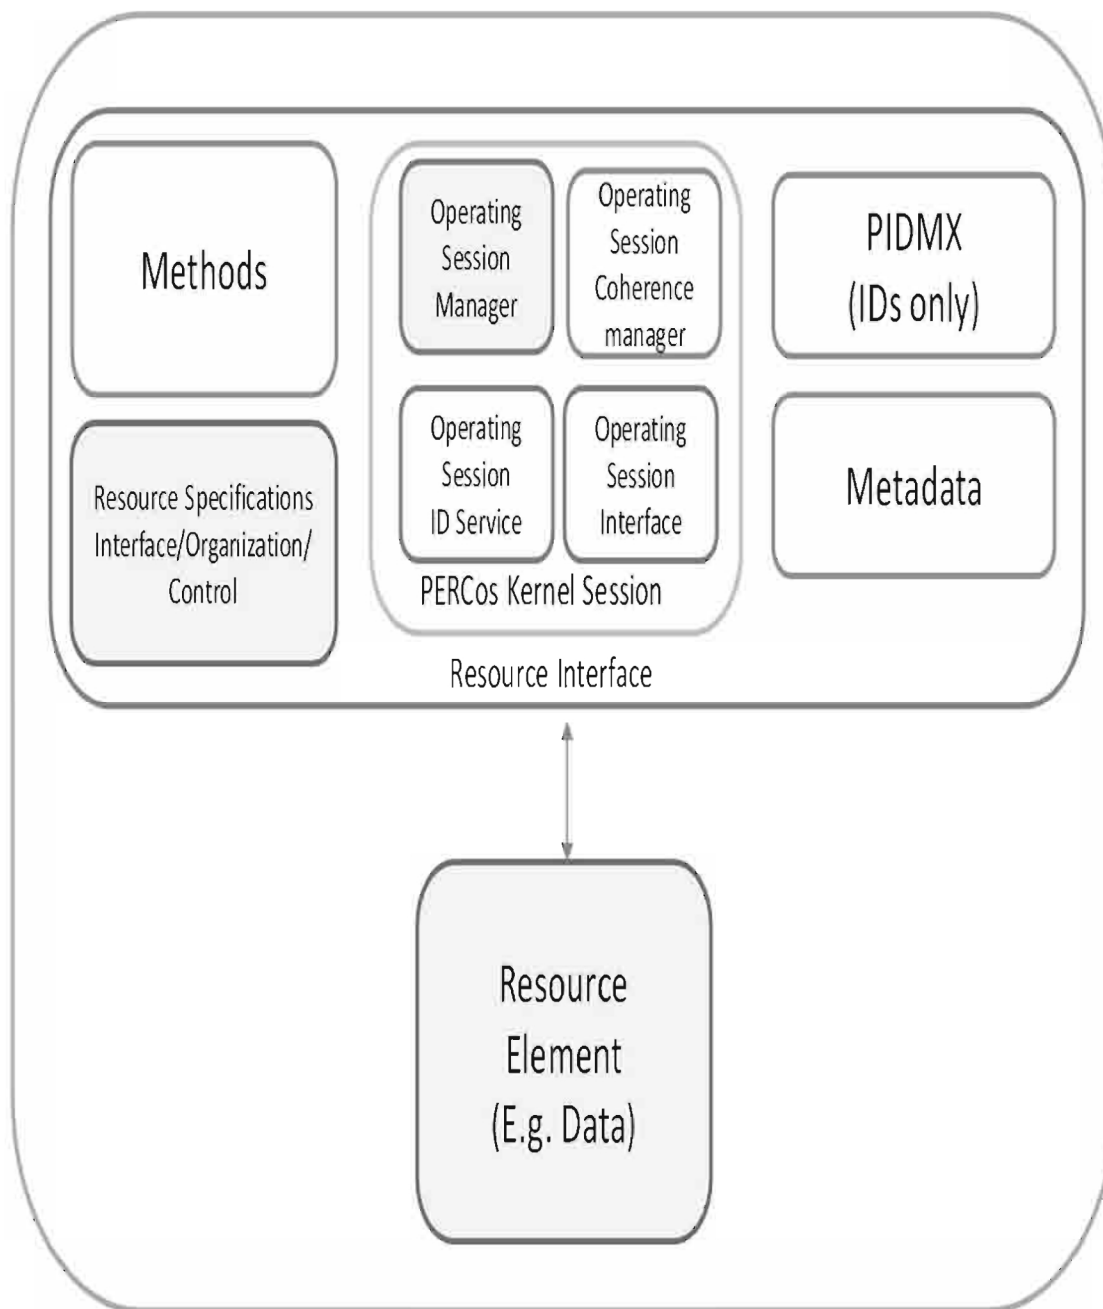 Methods
Resource Specifications
Interface/Organization/
Control
Operating
Session
Manager
Operating
Session
Coherence
manager
Operating
Session
ID Service
Operating
Session
Interface
PERCos Kernel Session
PIDMX
(IDs only)
Metadata
Resource Interface
Resource
Element
(E.g. Data)